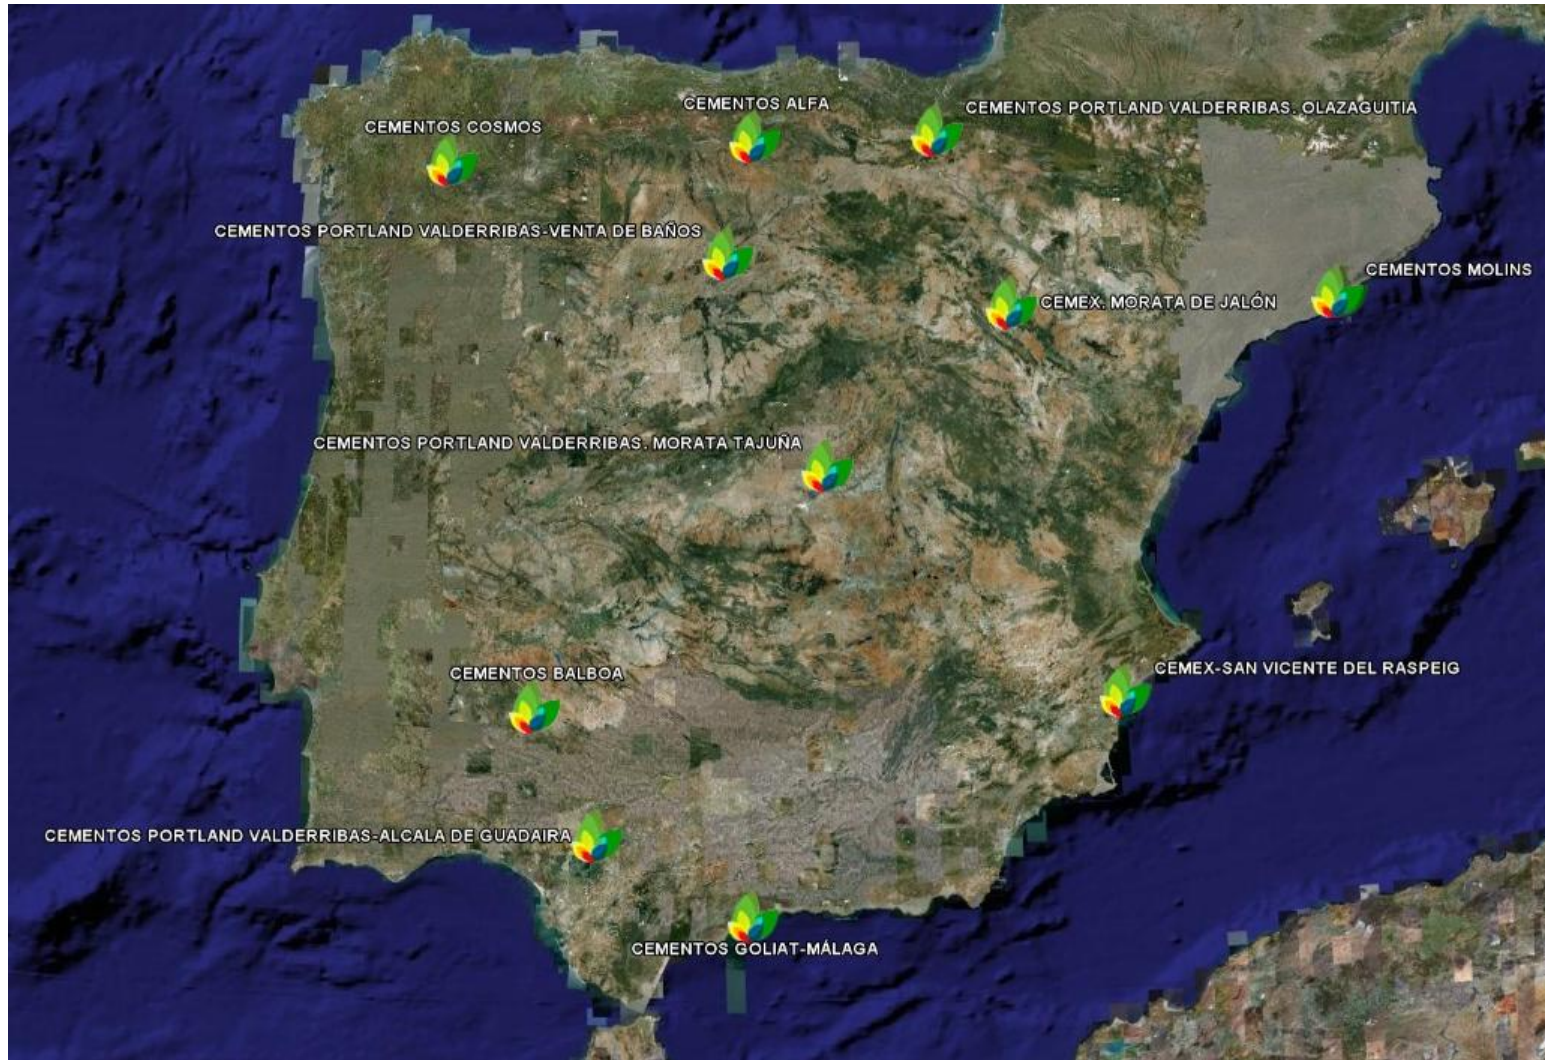 CEMENTOS ALFA
CEMENTOS PORTLAND VALDERRIBAS. OLAZAGUITIA
CEMENTOS COSMOS
CEMENTOS PORTLAND VALDERRIBAS-VENTA DE BAÑOS
CEMENTOS MOLINS
CEMEX. MORATA DE JALÓN
CEMENTOS PORTLAND VALDERRIBAS. MORATA TAJUÑA
CEMENTOS BALBOA
CEMEX-SAN VICENTE DEL RASPEIG
CEMENTOS PORTLAND VALDERRIBAS-ALCALA DE GUADAIRA
CEMENTOS GOLIAT-MÁLAGA